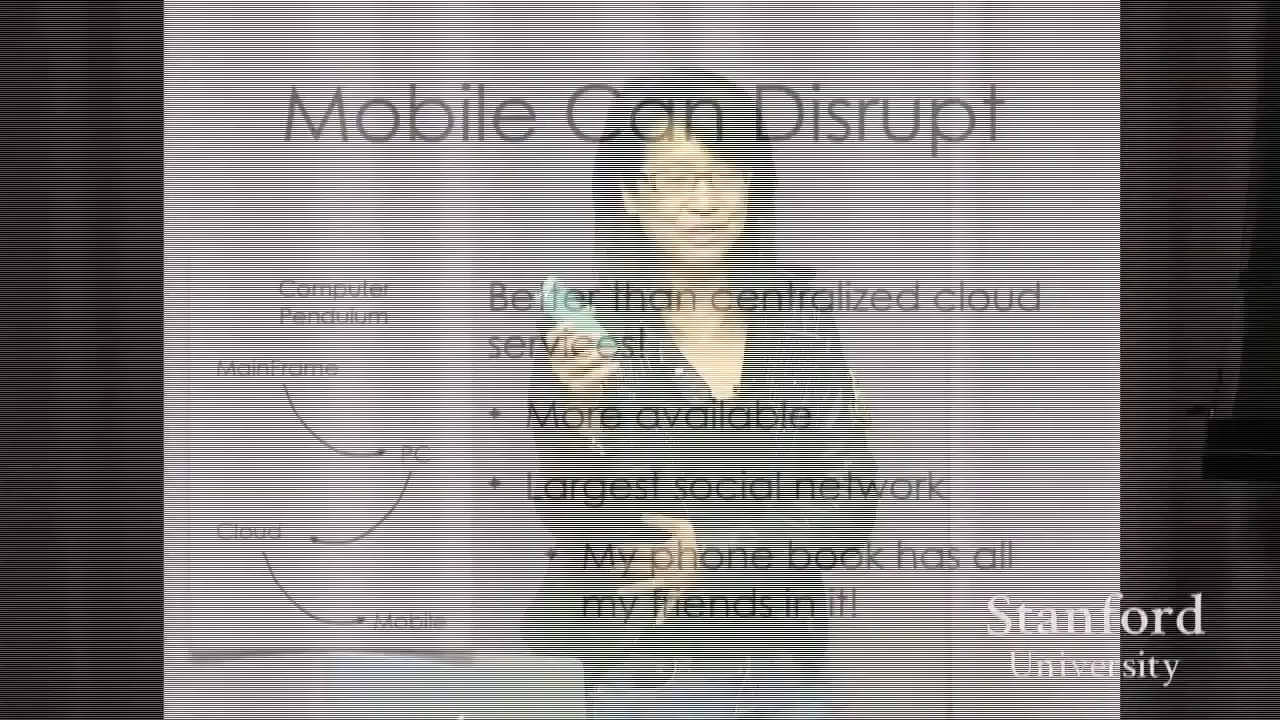 Mobile Can Disrupt
Computer
Pendulum
MainFrame
PC
Cloud
Mobile
Better than centralized cloud
services!
More available
Largest social network
My phone book has all
my friends in it!
Stanford
University